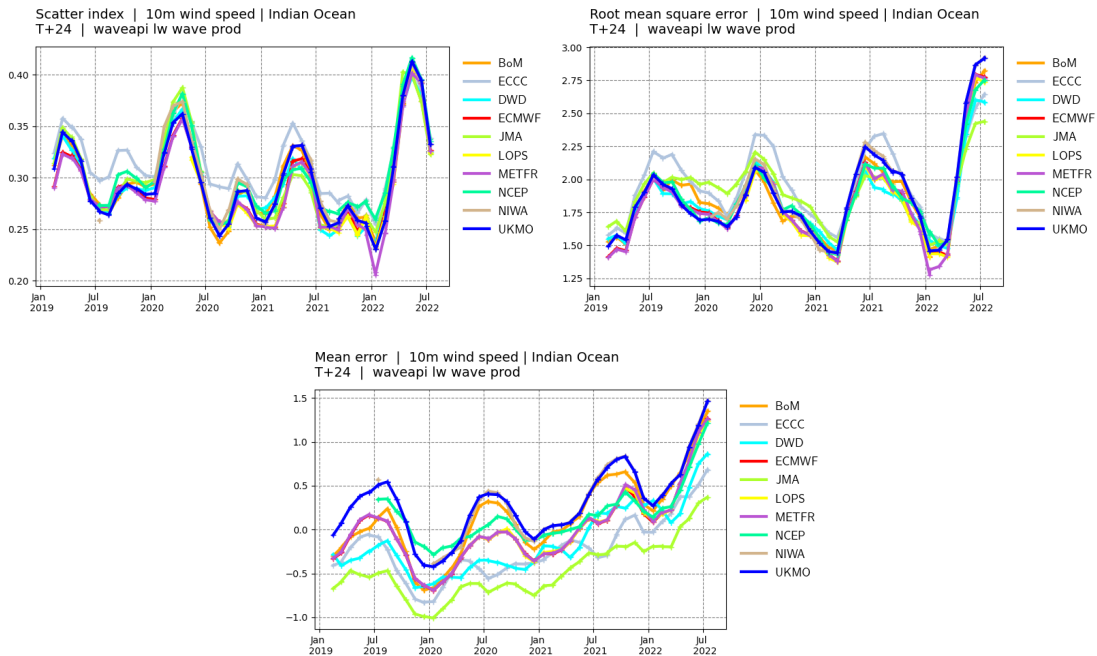 Scatter index | 10m wind speed | Indian Ocean
T+24 | waveapi lw wave prod
0.40
0.35
0.30
0.25
0.20
Jan 2019
Jul
Jan 2020
Jul 2020
Jan 2021
Jul 2021
Jan 2022
Jul 2022
BoM
ECCC
DWD
ECMWF
JMA
LOPS
METFR
NCEP
NIWA
UKMO
Root mean square error | 10m wind speed | Indian Ocean
T+24 | waveapi lw wave prod
3.00
2.75
2.50
2.25
2.00
1.75
1.50
1.25
Jan 2019
Jul 2019
Jan 2020
Jul 2020
Jan 2021
Jul 2021
Jan 2022
Jul 2022
BoM
ECCC
DWD
ECMWF
JMA
LOPS
METFR
NCEP
NIWA
UKMO
Mean error | 10m wind speed | Indian Ocean
T+24 | waveapi lw wave prod
1.5
1.0
0.5
0.0
−0.5
−1.0
Jan 2019
Jul 2019
Jan 2020
Jul 2020
Jan 2021
Jul 2021
Jan 2022
Jul 2022
BoM
ECCC
DWD
ECMWF
JMA
LOPS
METFR
NCEP
NIWA
UKMO